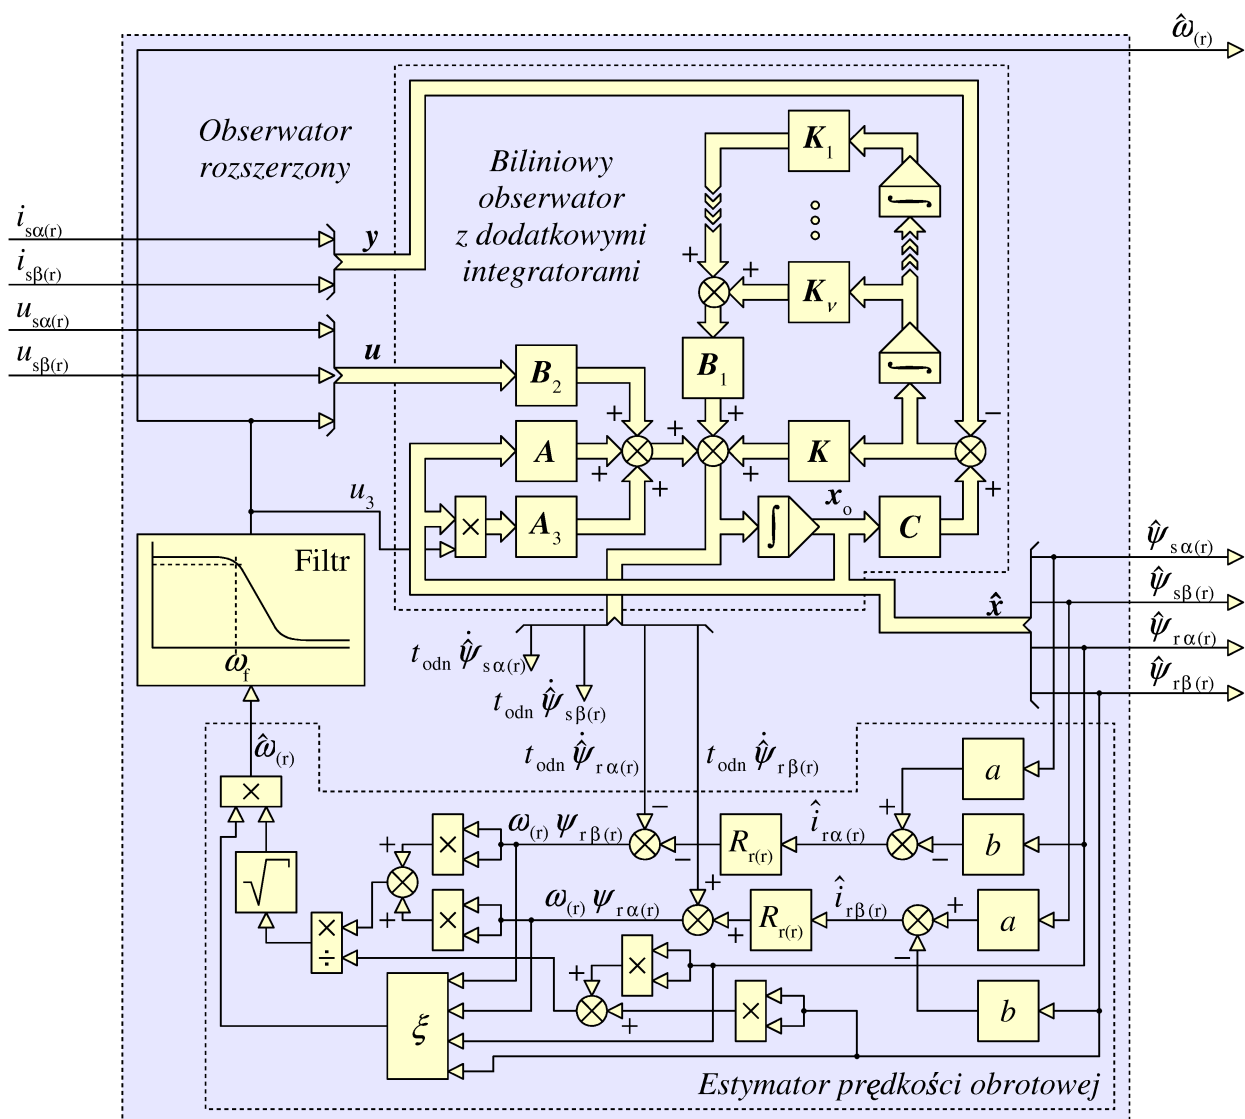 ω̂(r)
Obserwator
rozszerzony
Biliniowy
obserwator
z dodatkowymi
integratorami
K1
isα(r)
isβ(r)
y
usα(r)
usβ(r)
u
+ +
Kν
B2
B1
+ + −
A
+
K
+ + +
u3
×
A3
∫
xo
C
+
Filtr
ωf
x̂
ψ̂sα(r)
ψ̂sβ(r)
ψ̂rα(r)
ψ̂rβ(r)
todn ψ̂̇sα(r)
todn ψ̂̇sβ(r)
todn ψ̂̇rα(r)
todn ψ̂̇rβ(r)
ω̂(r)
×
a
+ × ω(r) ψrβ(r) − − Rr(r) îrα(r) + − b
√
+ × ω(r) ψrα(r) + + Rr(r) îrβ(r) + a
−
×
÷
+ ×
ξ
+ × b
Estymator prędkości obrotowej